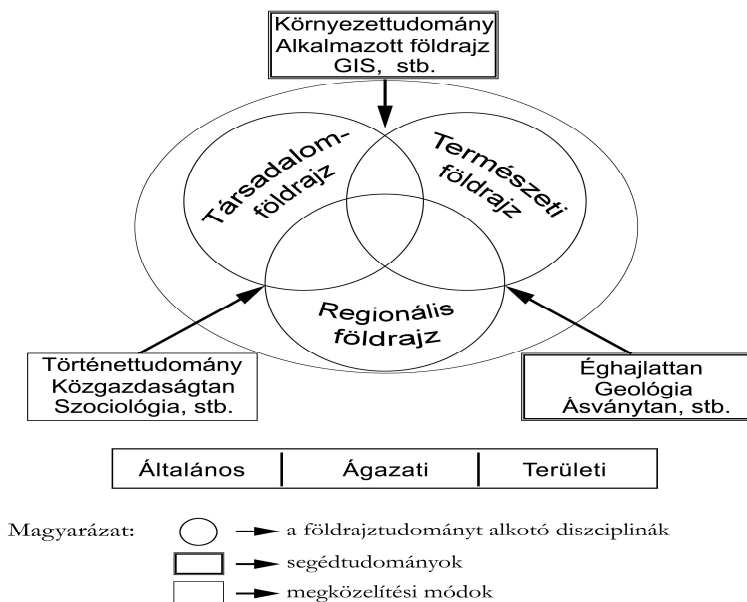 Környezettudomány
Alkalmazott földrajz
GIS, stb.
Társadalom-
földrajz
Természeti
földrajz
Regionális
földrajz
Történettudomány
Közgazdaságtan
Szociológia, stb.
Éghajlattan
Geológia
Ásványtan, stb.
Általános
Ágazati
Területi
Magyarázat:
a földrajztudományt alkotó diszciplinák
segédtudományok
megközelítési módok